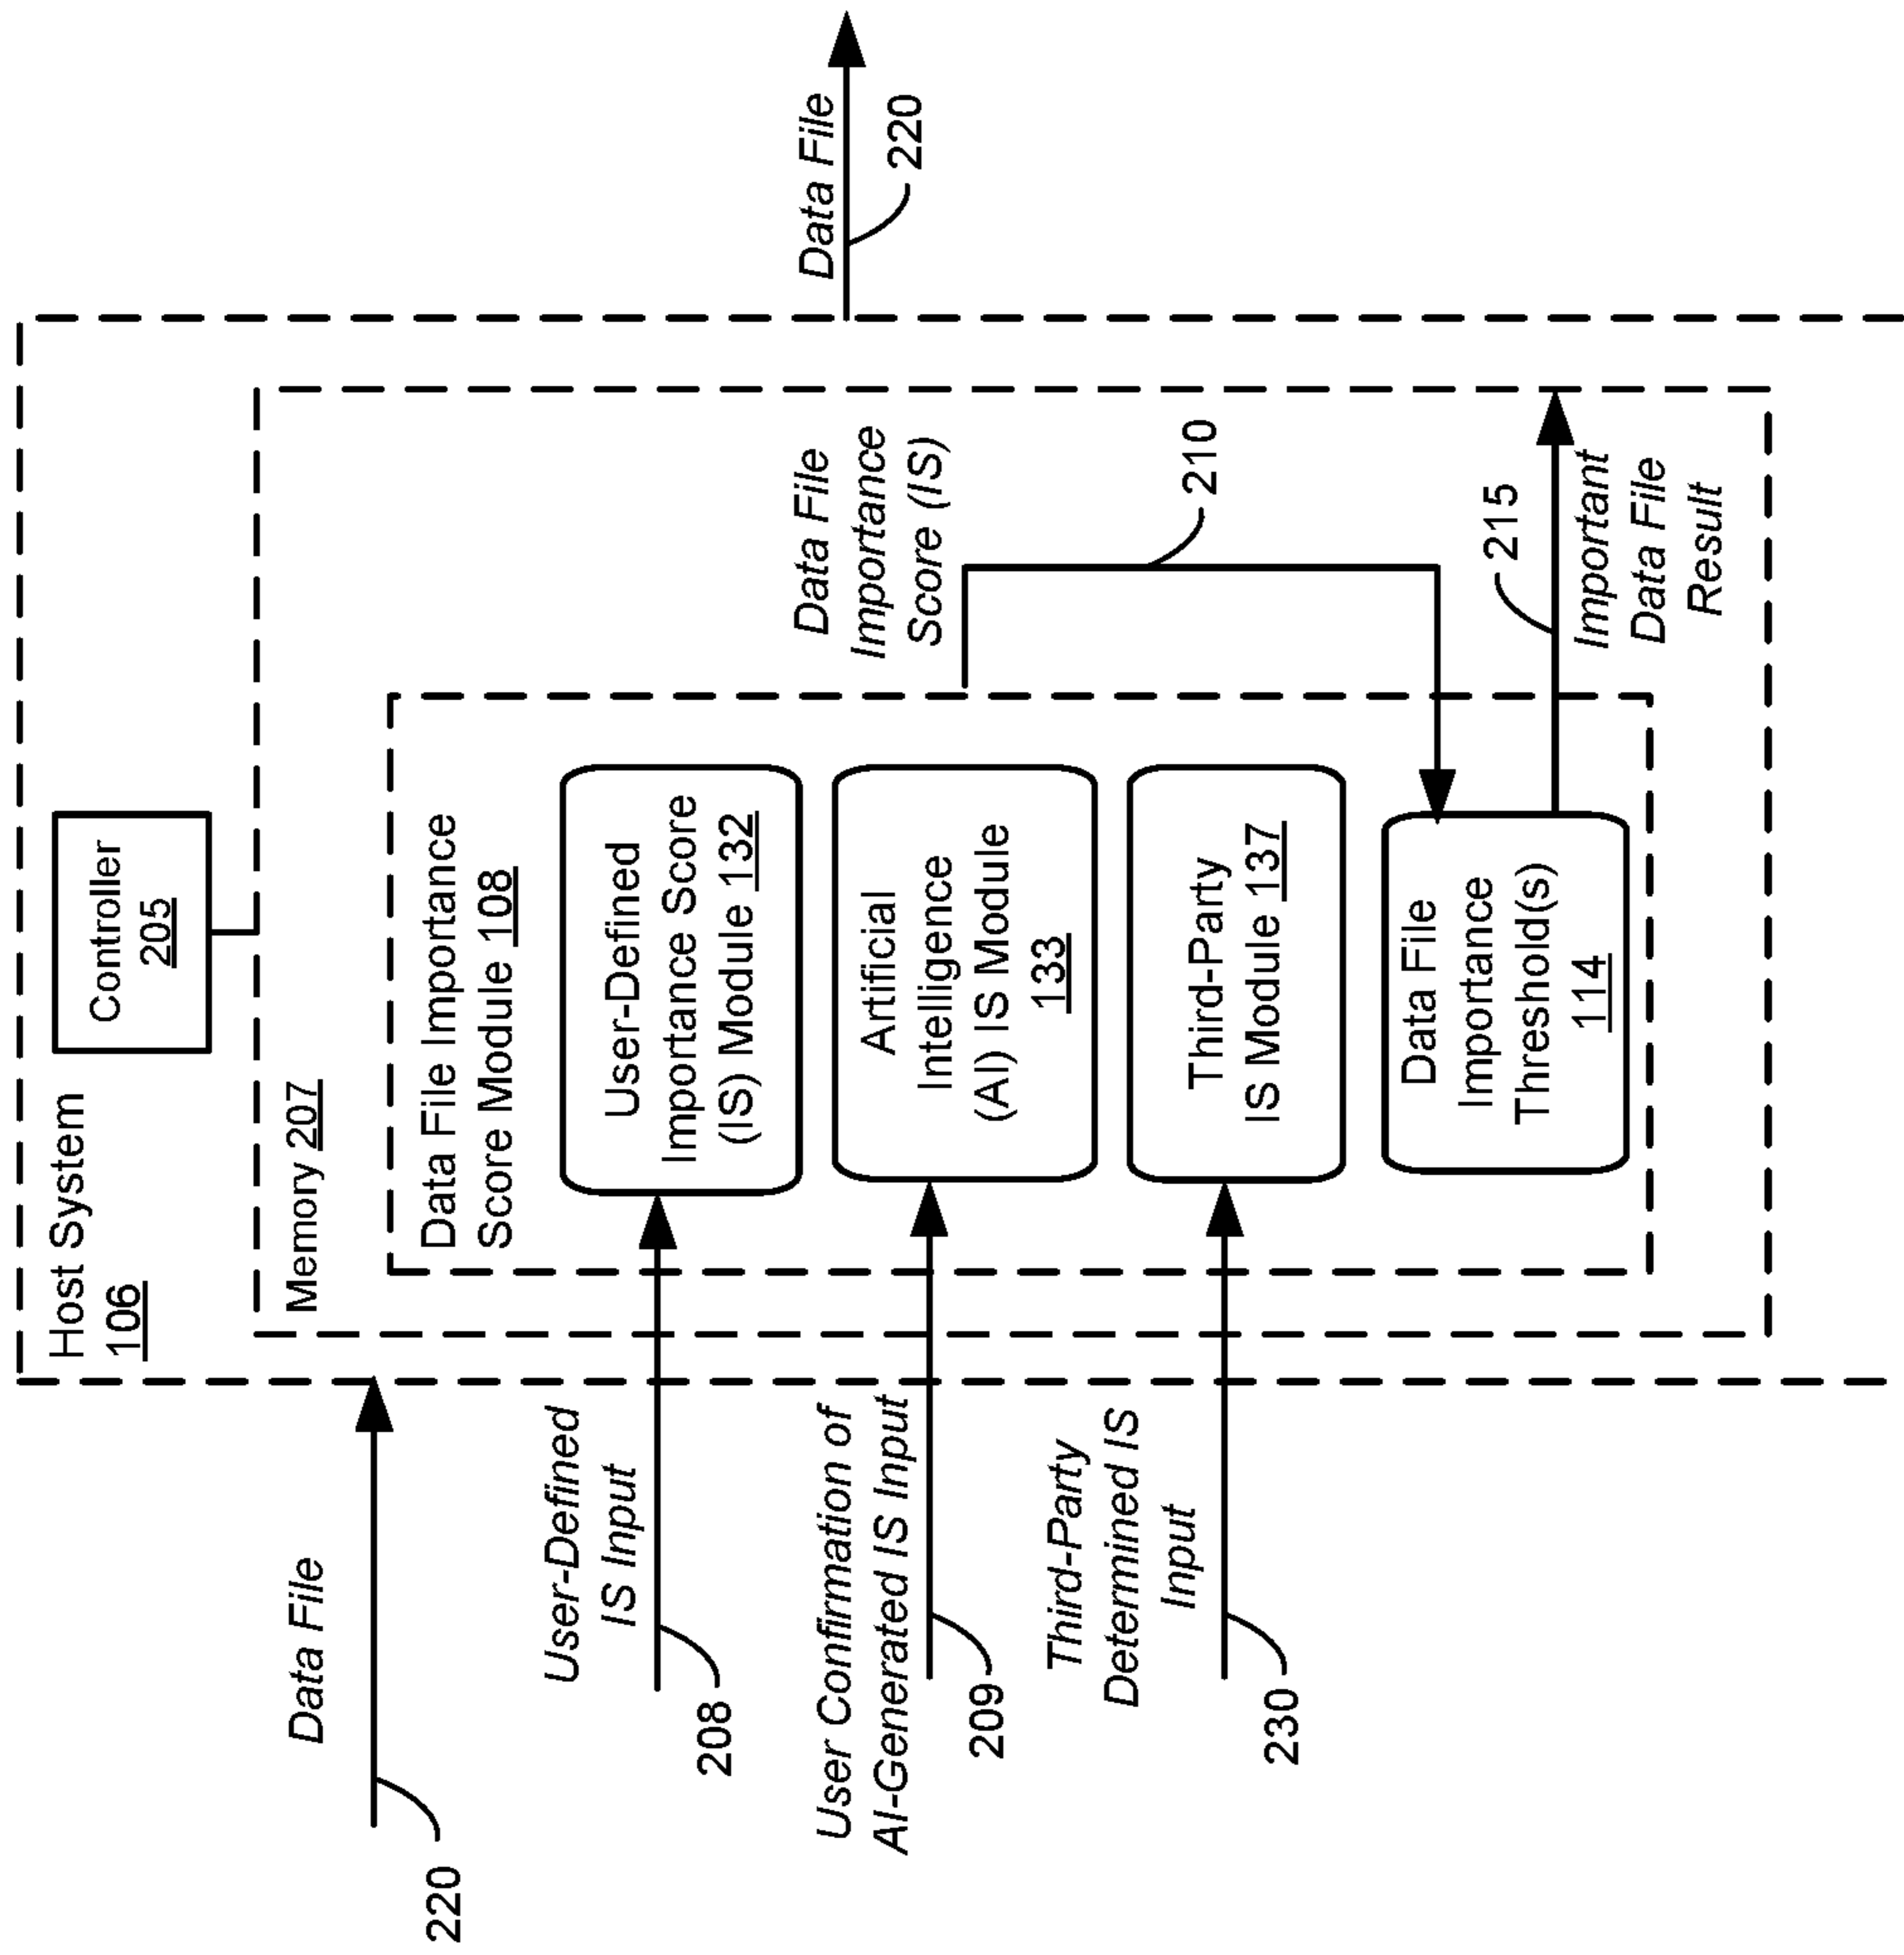 Host System
106
Controller
205
Memory 207
Data File
220
Data File Importance
Score Module 108
User-Defined
IS Input
208
User-Defined
Importance Score
(IS) Module 132
User Confirmation of
AI-Generated IS Input
209
Artificial
Intelligence
(AI) IS Module
133
Third-Party
Determined IS
Input
230
Third-Party
IS Module 137
Data File
Importance
Threshold(s)
114
Data File
Importance
Score (IS)
210
215
Important
Data File
Result
Data File
220